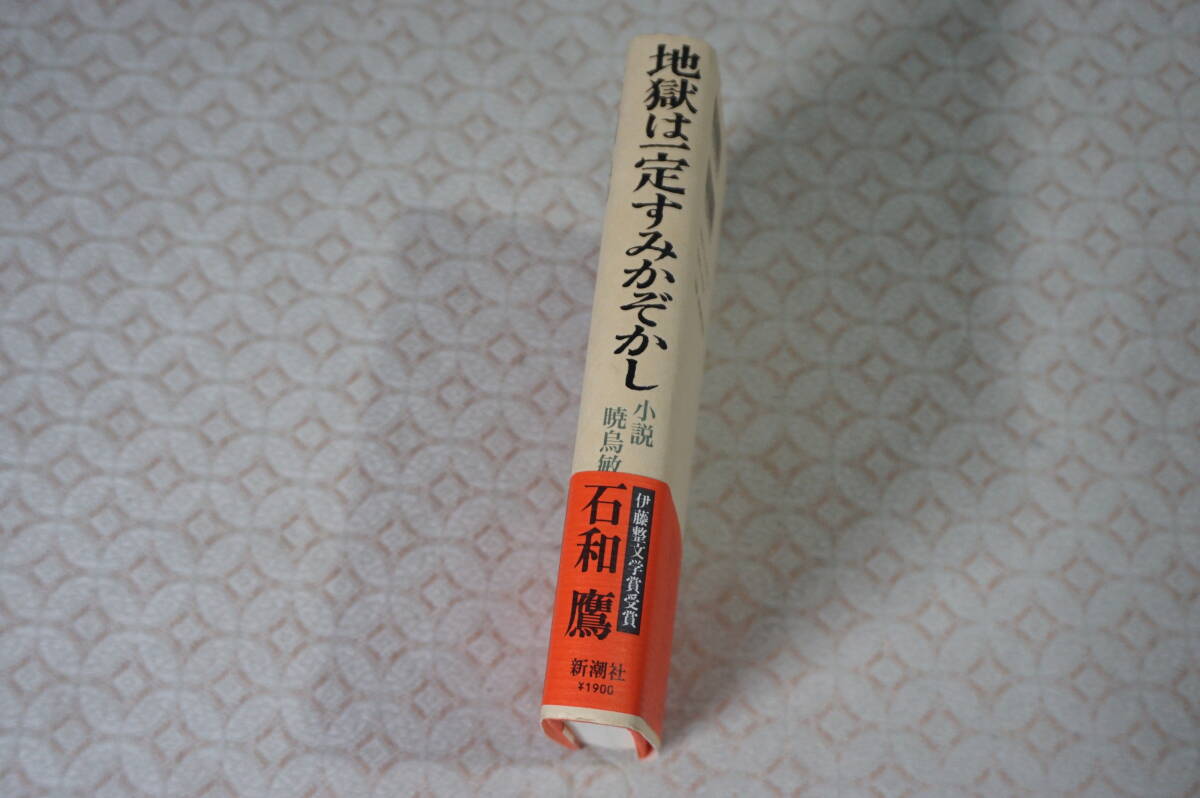 地獄は一定すみかぞかし
小説
暁烏敏
伊藤整文学賞受賞
石和 鷹
新潮社
¥1900